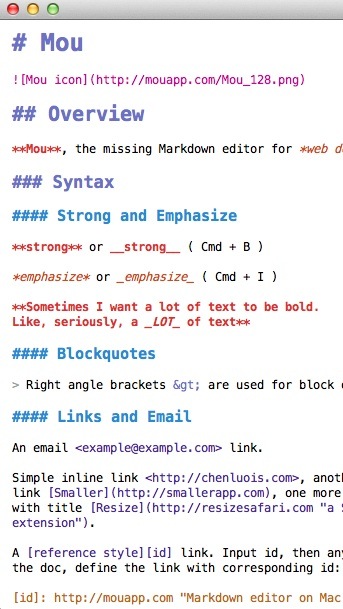 # Mou
![Mou icon](http://mouapp.com/Mou_128.png)
## Overview
**Mou**, the missing Markdown editor for *web
### Syntax
#### Strong and Emphasize
**strong** or __strong__ ( Cmd + B )
*emphasize* or _emphasize_ ( Cmd + I )
**Sometimes I want a lot of text to be bold.
Like, seriously, a _LOT_ of text**
#### Blockquotes
> Right angle brackets &gt; are used for block
#### Links and Email
An email <example@example.com> link.
Simple inline link <http://chenluois.com>,
link [Smaller](http://smallerapp.com), one more
with title [Resize](http://resizesafari.com "a
extension").
A [reference style][id] link. Input id, then
the doc, define the link with corresponding id:
[id]: http://mouapp.com "Markdown editor on Mac